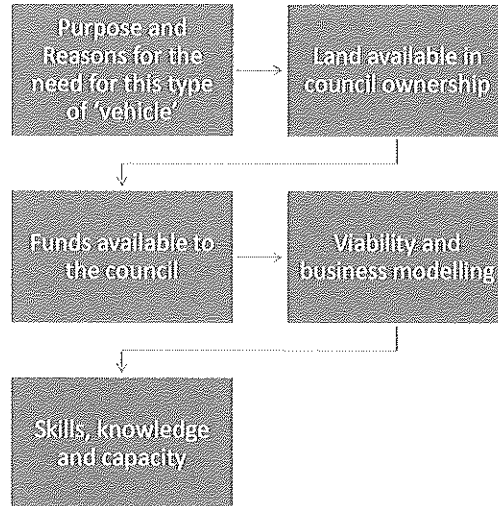 Purpose and
Reasons for the
need for this type
of 'vehicle'
Land available in
council ownership
Funds available to
the council
Viability and
business modelling
Skills, knowledge
and capacity